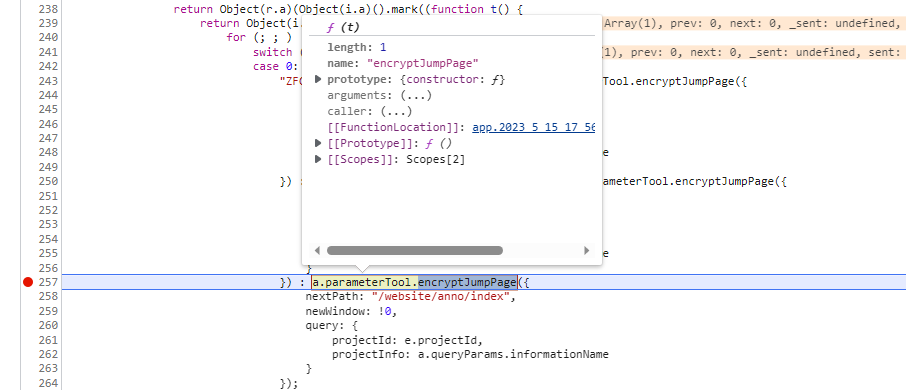 238 return Object(r.a)(Object(i.a)().mark((function t() {
239 return Object(i. Array(1), prev: 0, next: 0, _sent: undefined,
240 for (; ; )
241 switch ( (1), prev: 0, next: 0, _sent: undefined, sent:
242 case 0:
243 "ZFC Tool.encryptJumpPage({
244
245
246
247
248 e
249
250 }) : rameterTool.encryptJumpPage({
251
252
253
254
255 e
256 }
257 }) : a.parameterTool.encryptJumpPage({
258 nextPath: "/website/anno/index",
259 newWindow: !0,
260 query: {
261 projectId: e.projectId,
262 projectInfo: a.queryParams.informationName
263 }
264 });
ƒ (t)
length: 1
name: "encryptJumpPage"
prototype: {constructor: ƒ}
arguments: (...)
caller: (...)
[[FunctionLocation]]: app.2023 5 15 17 56
[[Prototype]]: ƒ ()
[[Scopes]]: Scopes[2]